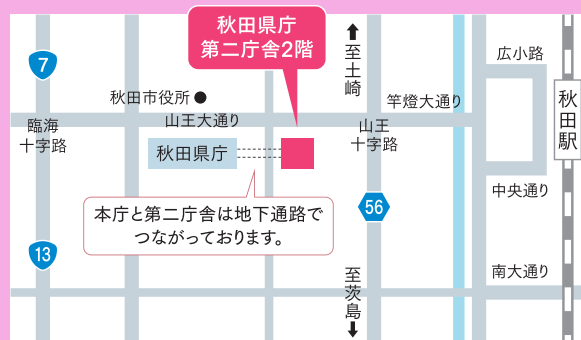 秋田県庁
第二庁舎2階
至土崎
広小路
7
秋田市役所
竿燈大通り
秋田駅
山王大通り
臨海
十字路
山王
十字路
秋田県庁
中央通り
本庁と第二庁舎は地下通路で
つながっております。
56
13
至茨島
南大通り